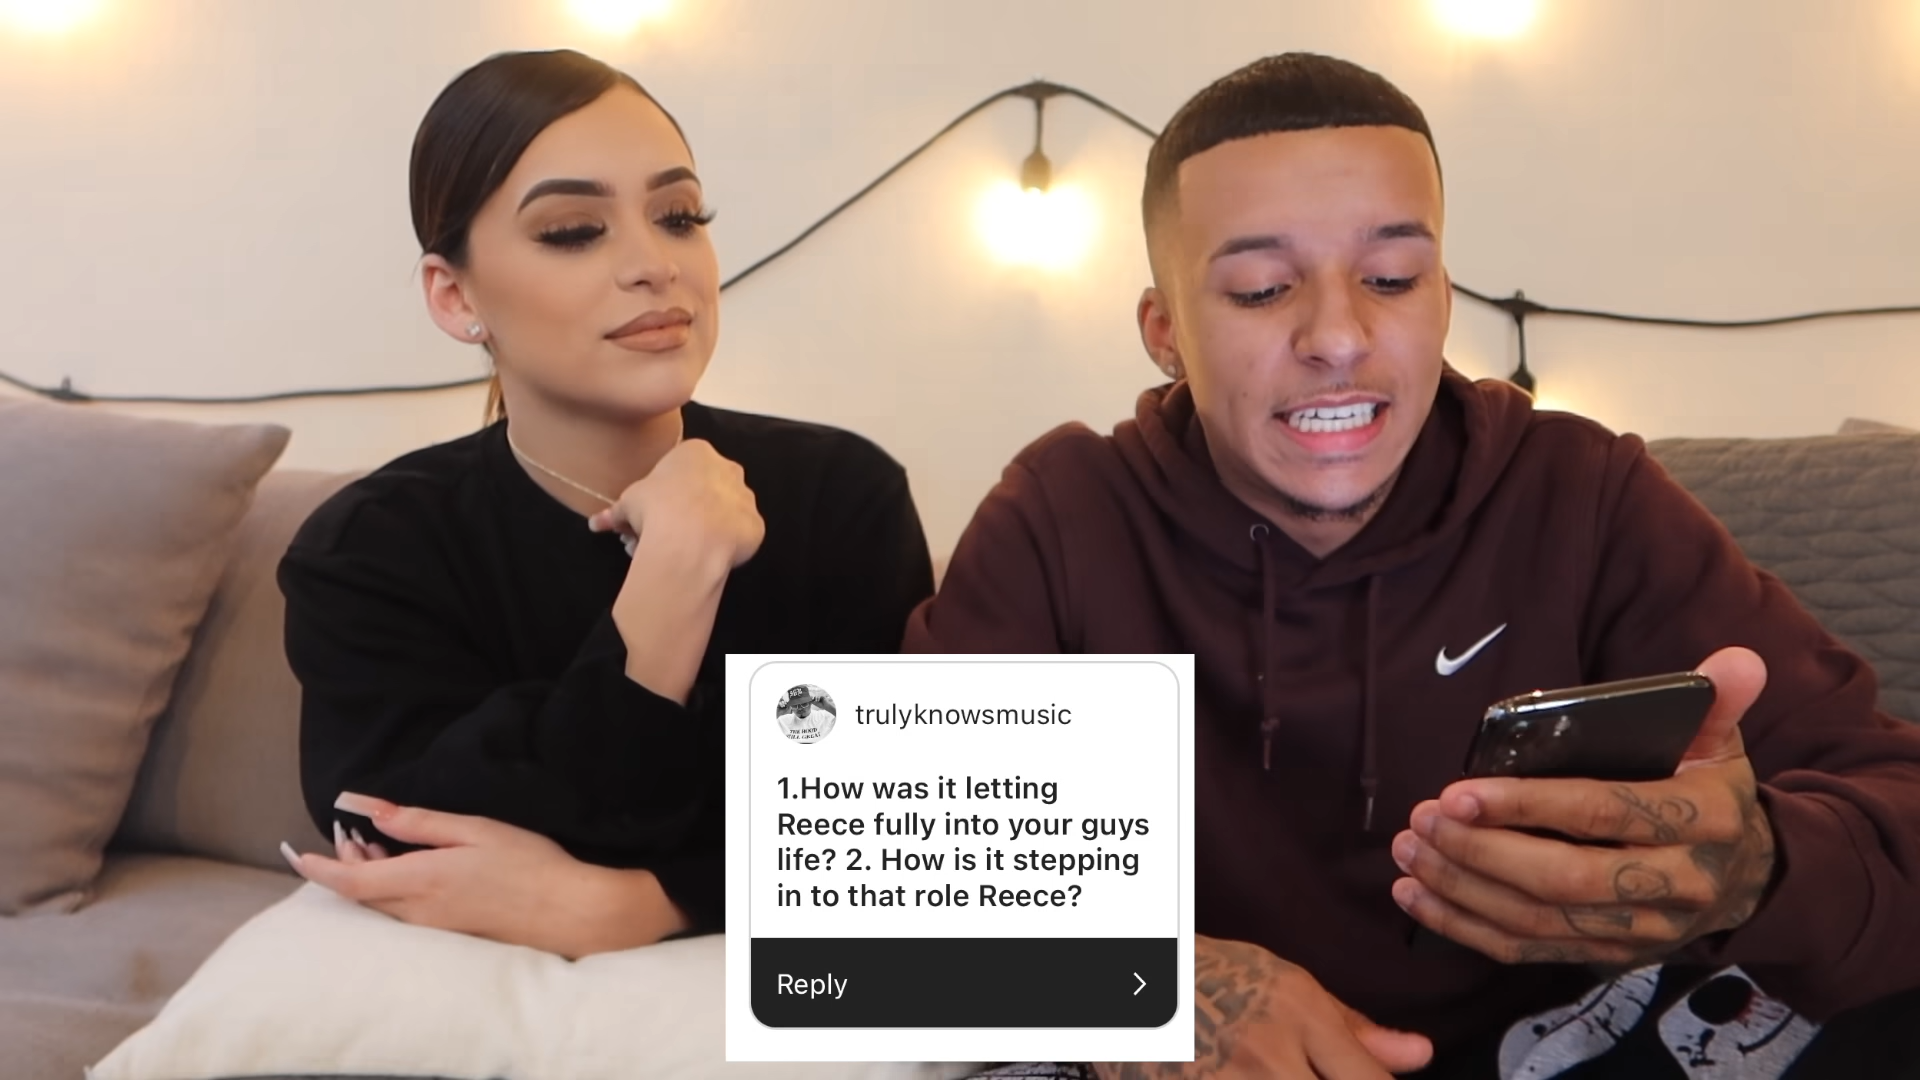 trulyknowsmusic
1.How was it letting
Reece fully into your guys
life? 2. How is it stepping
in to that role Reece?
Reply